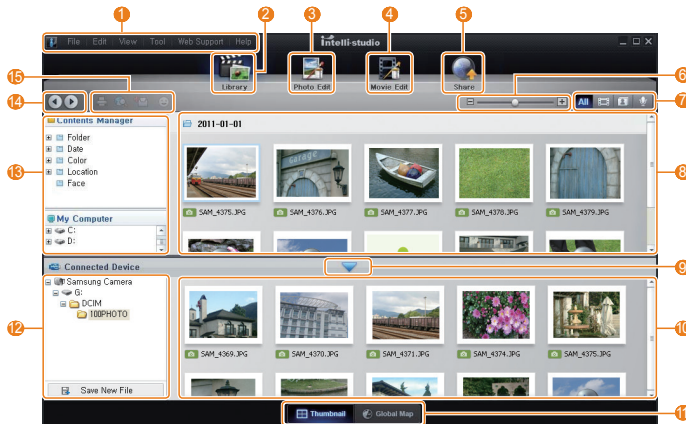 1
2
3
4
5
File Edit View Tool Web Support Help
intelli-studio
Library
Photo Edit
Movie Edit
Share
15
6
14
All
7
Contents Manager
2011-01-01
Folder
Date
Color
Location
Face
13
8
SAM_4375.JPG
SAM_4376.JPG
SAM_4377.JPG
SAM_4378.JPG
SAM_4379.JPG
My Computer
C:
D:
Connected Device
9
Samsung Camera
G:
DCIM
100PHOTO
12
10
SAM_4369.JPG
SAM_4370.JPG
SAM_4371.JPG
SAM_4374.JPG
SAM_4375.JPG
Save New File
Thumbnail
Global Map
11